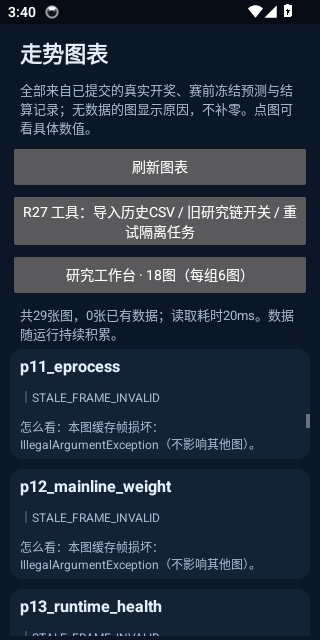 3:40
走势图表
全部来自已提交的真实开奖、赛前冻结预测与结
算记录；无数据的图显示原因，不补零。点图可
看具体数值。
刷新图表
R27 工具：导入历史CSV / 旧研究链开关 / 重
试隔离任务
研究工作台 · 18图（每组6图）
共29张图，0张已有数据；读取耗时20ms。数据
随运行持续积累。
p11_eprocess
｜STALE_FRAME_INVALID
怎么看：本图缓存帧损坏：
IllegalArgumentException（不影响其他图）。
p12_mainline_weight
｜STALE_FRAME_INVALID
怎么看：本图缓存帧损坏：
IllegalArgumentException（不影响其他图）。
p13_runtime_health